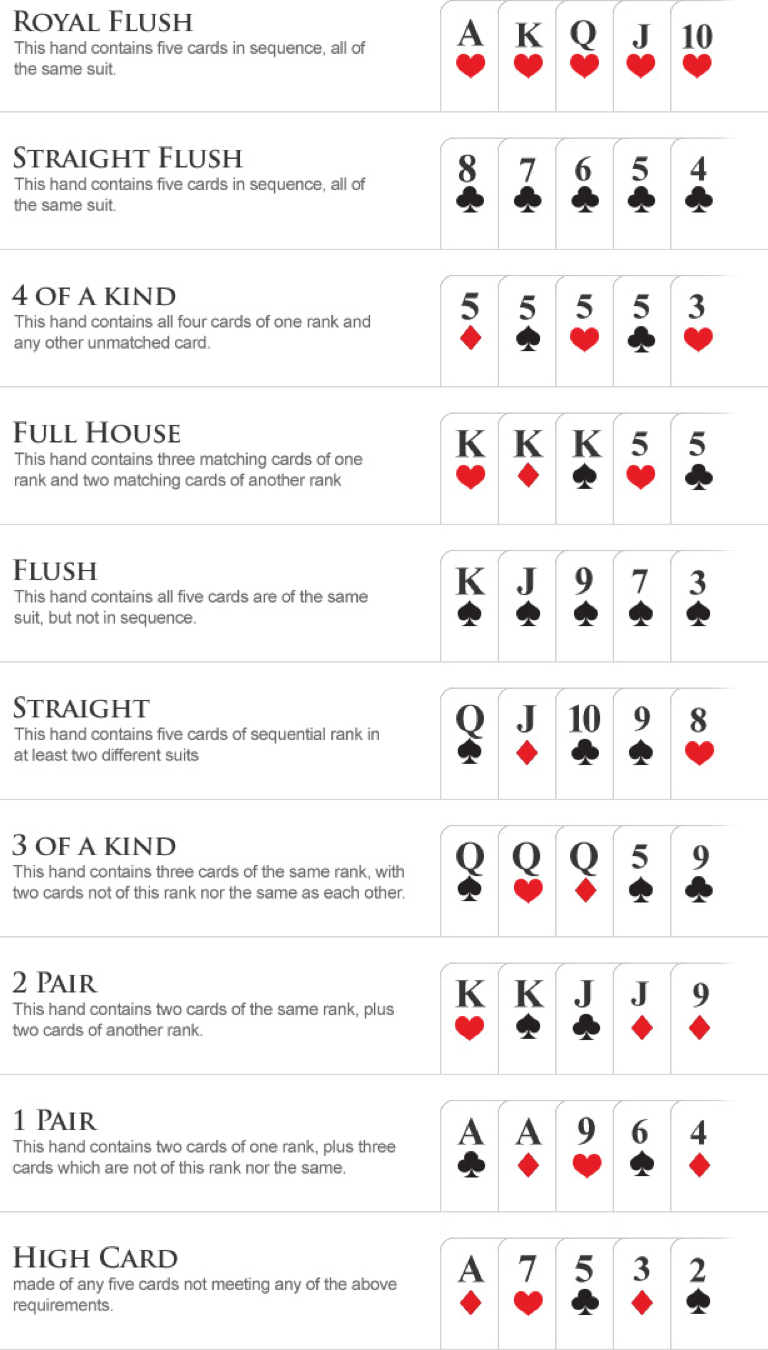 ROYAL FLUSH
This hand contains five cards in sequence, all of
the same suit.
A K Q J 10
STRAIGHT FLUSH
This hand contains five cards in sequence, all of
the same suit.
8 7 6 5 4
4 OF A KIND
This hand contains all four cards of one rank and
any other unmatched card.
5 5 5 5 3
FULL HOUSE
This hand contains three matching cards of one
rank and two matching cards of another rank
K K K 5 5
FLUSH
This hand contains all five cards are of the same
suit, but not in sequence.
K J 9 7 3
STRAIGHT
This hand contains five cards of sequential rank in
at least two different suits
Q J 10 9 8
3 OF A KIND
This hand contains three cards of the same rank, with
two cards not of this rank nor the same as each other.
Q Q Q 5 9
2 PAIR
This hand contains two cards of the same rank, plus
two cards of another rank.
K K J J 9
1 PAIR
This hand contains two cards of one rank, plus three
cards which are not of this rank nor the same.
A A 9 6 4
HIGH CARD
made of any five cards not meeting any of the above
requirements.
A 7 5 3 2